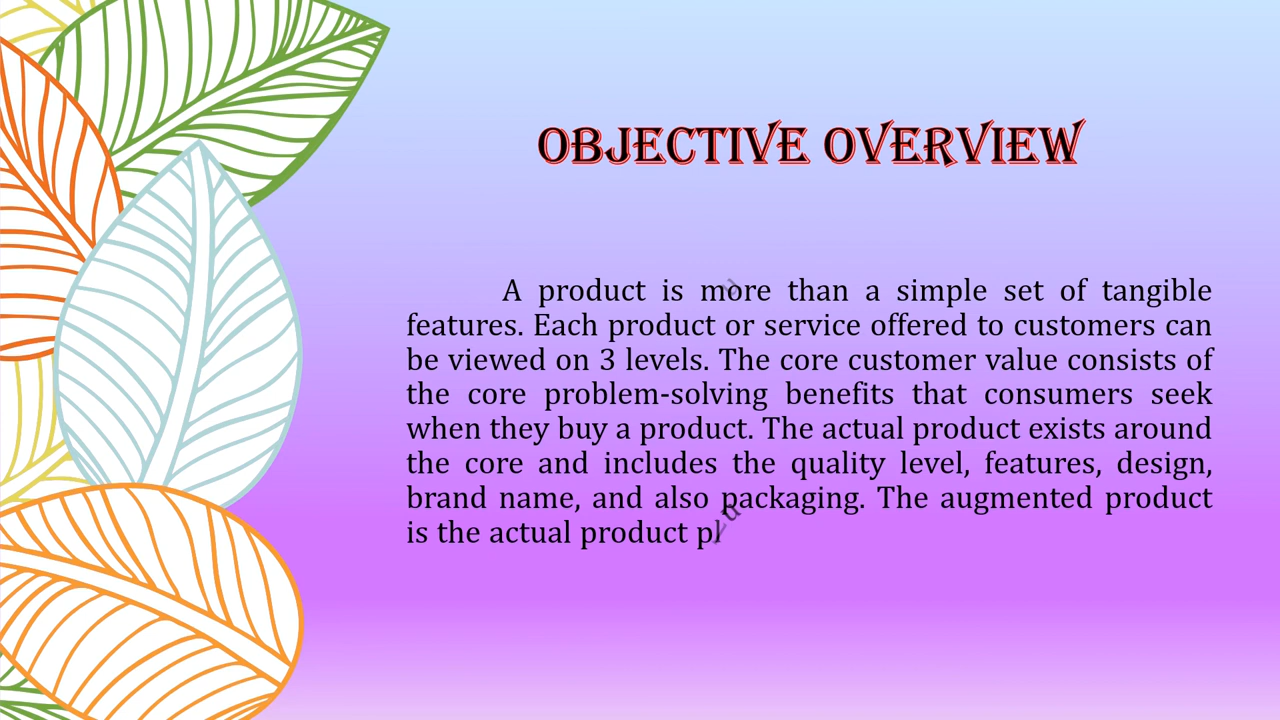 OBJECTIVE OVERVIEW
A product is more than a simple set of tangible
features. Each product or service offered to customers can
be viewed on 3 levels. The core customer value consists of
the core problem-solving benefits that consumers seek
when they buy a product. The actual product exists around
the core and includes the quality level, features, design,
brand name, and also packaging. The augmented product
is the actual product pl